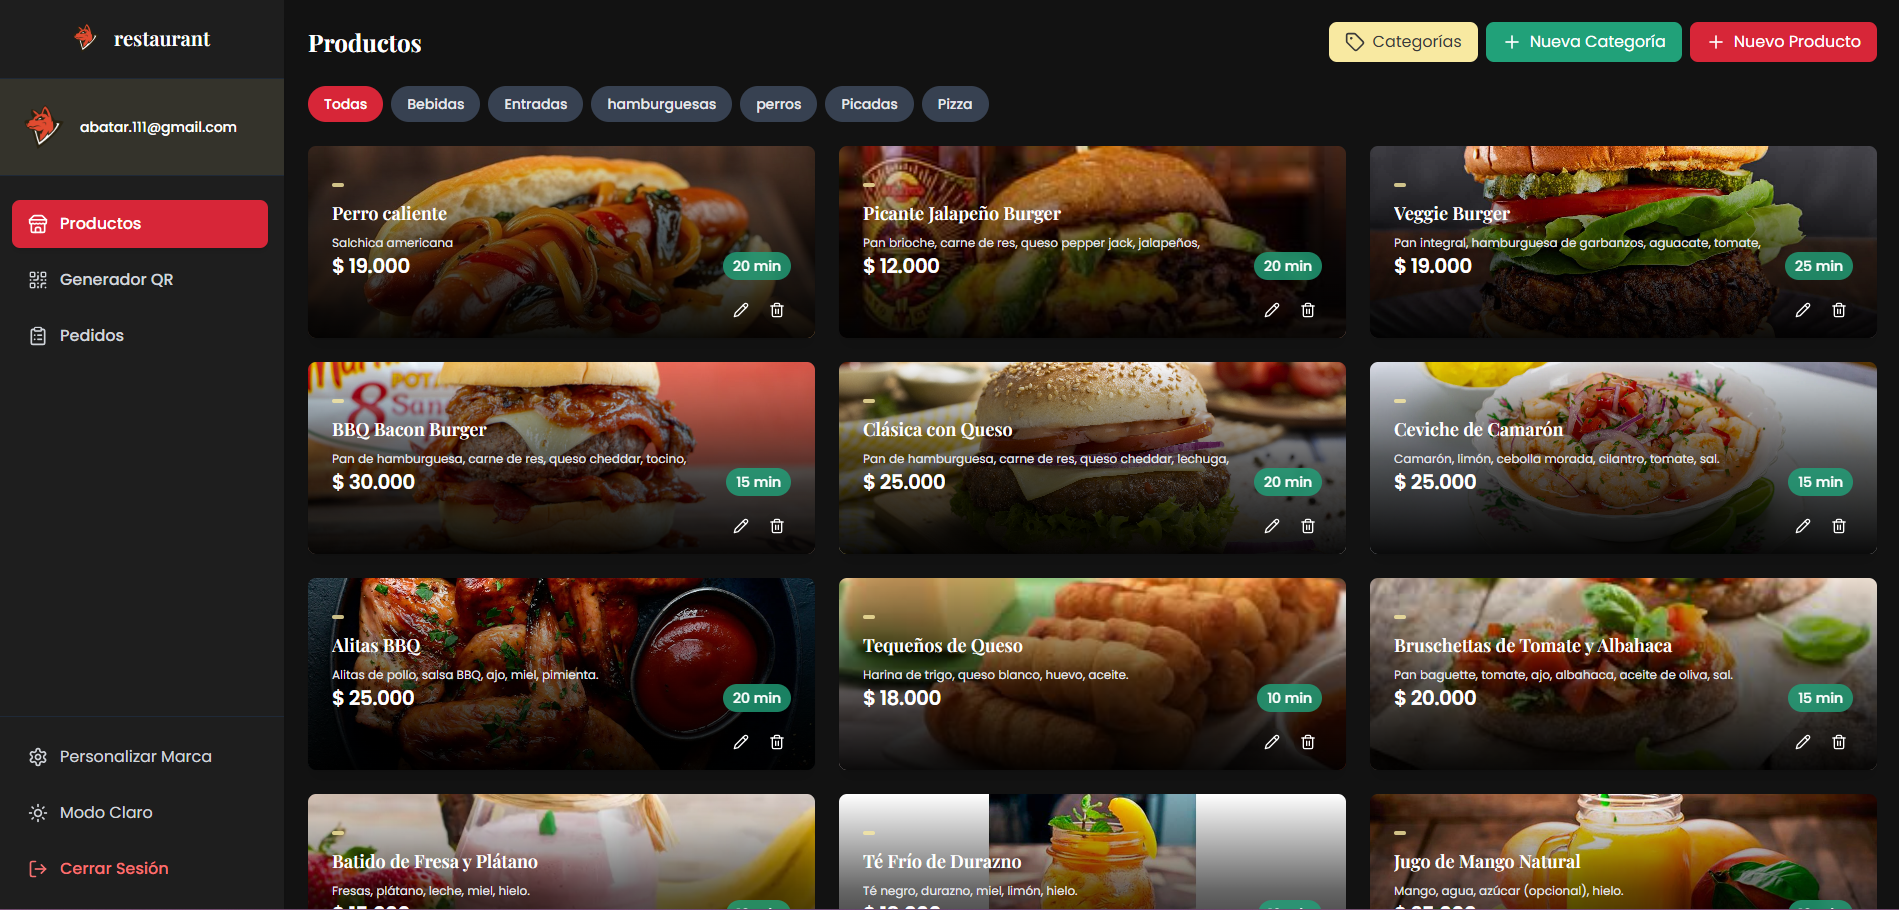 restaurant
abatar.111@gmail.com
Productos
Generador QR
Pedidos
Personalizar Marca
Modo Claro
Cerrar Sesión
Productos
Categorías
Nueva Categoría
Nuevo Producto
Todas
Bebidas
Entradas
hamburguesas
perros
Picadas
Pizza
Perro caliente
Salchica americana
$ 19.000
20 min
Picante Jalapeño Burger
Pan brioche, carne de res, queso pepper jack, jalapeños,
$ 12.000
20 min
Veggie Burger
Pan integral, hamburguesa de garbanzos, aguacate, tomate,
$ 19.000
25 min
BBQ Bacon Burger
Pan de hamburguesa, carne de res, queso cheddar, tocino,
$ 30.000
15 min
Clásica con Queso
Pan de hamburguesa, carne de res, queso cheddar, lechuga,
$ 25.000
20 min
Ceviche de Camarón
Camarón, limón, cebolla morada, cilantro, tomate, sal.
$ 25.000
15 min
Alitas BBQ
Alitas de pollo, salsa BBQ, ajo, miel, pimienta.
$ 25.000
20 min
Tequeños de Queso
Harina de trigo, queso blanco, huevo, aceite.
$ 18.000
10 min
Bruschettas de Tomate y Albahaca
Pan baguette, tomate, ajo, albahaca, aceite de oliva, sal.
$ 20.000
15 min
Batido de Fresa y Plátano
Fresas, plátano, leche, miel, hielo.
Té Frío de Durazno
Té negro, durazno, miel, limón, hielo.
Jugo de Mango Natural
Mango, agua, azúcar (opcional), hielo.